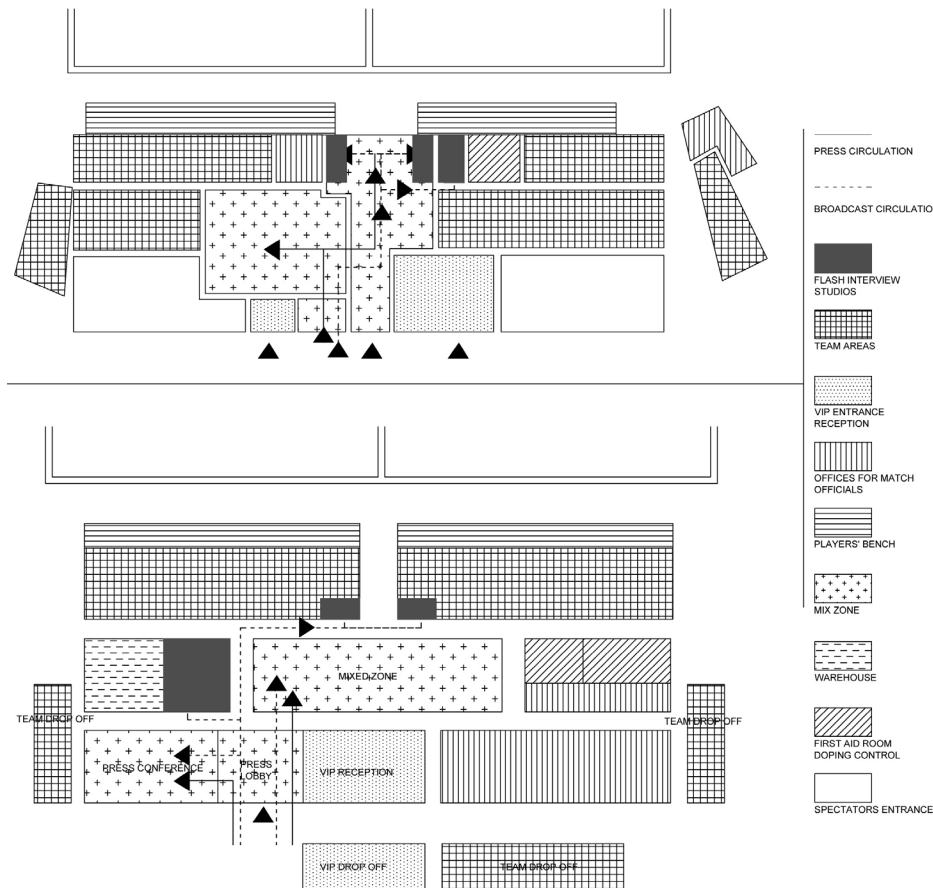 PRESS CIRCULATION
BROADCAST CIRCULATIO
FLASH INTERVIEW
STUDIOS
TEAM AREAS
VIP ENTRANCE
RECEPTION
OFFICES FOR MATCH
OFFICIALS
PLAYERS' BENCH
MIX ZONE
WAREHOUSE
FIRST AID ROOM
DOPING CONTROL
SPECTATORS ENTRANCE
MIXED ZONE
TEAM DROP OFF
TEAM DROP OFF
PRESS CONFERENCE
PRESS
LOBBY
VIP RECEPTION
VIP DROP OFF
TEAM DROP OFF